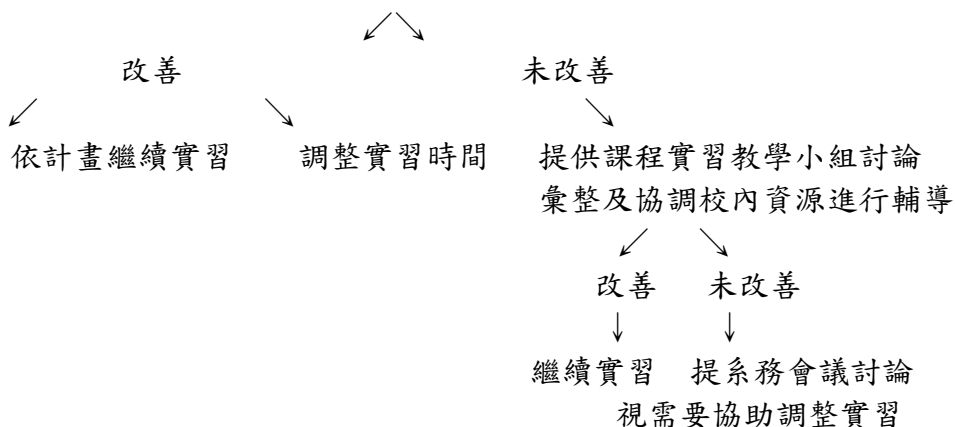 改善 未改善
依計畫繼續實習 調整實習時間 提供課程實習教學小組討論
彙整及協調校內資源進行輔導
改善 未改善
繼續實習 提系務會議討論
視需要協助調整實習